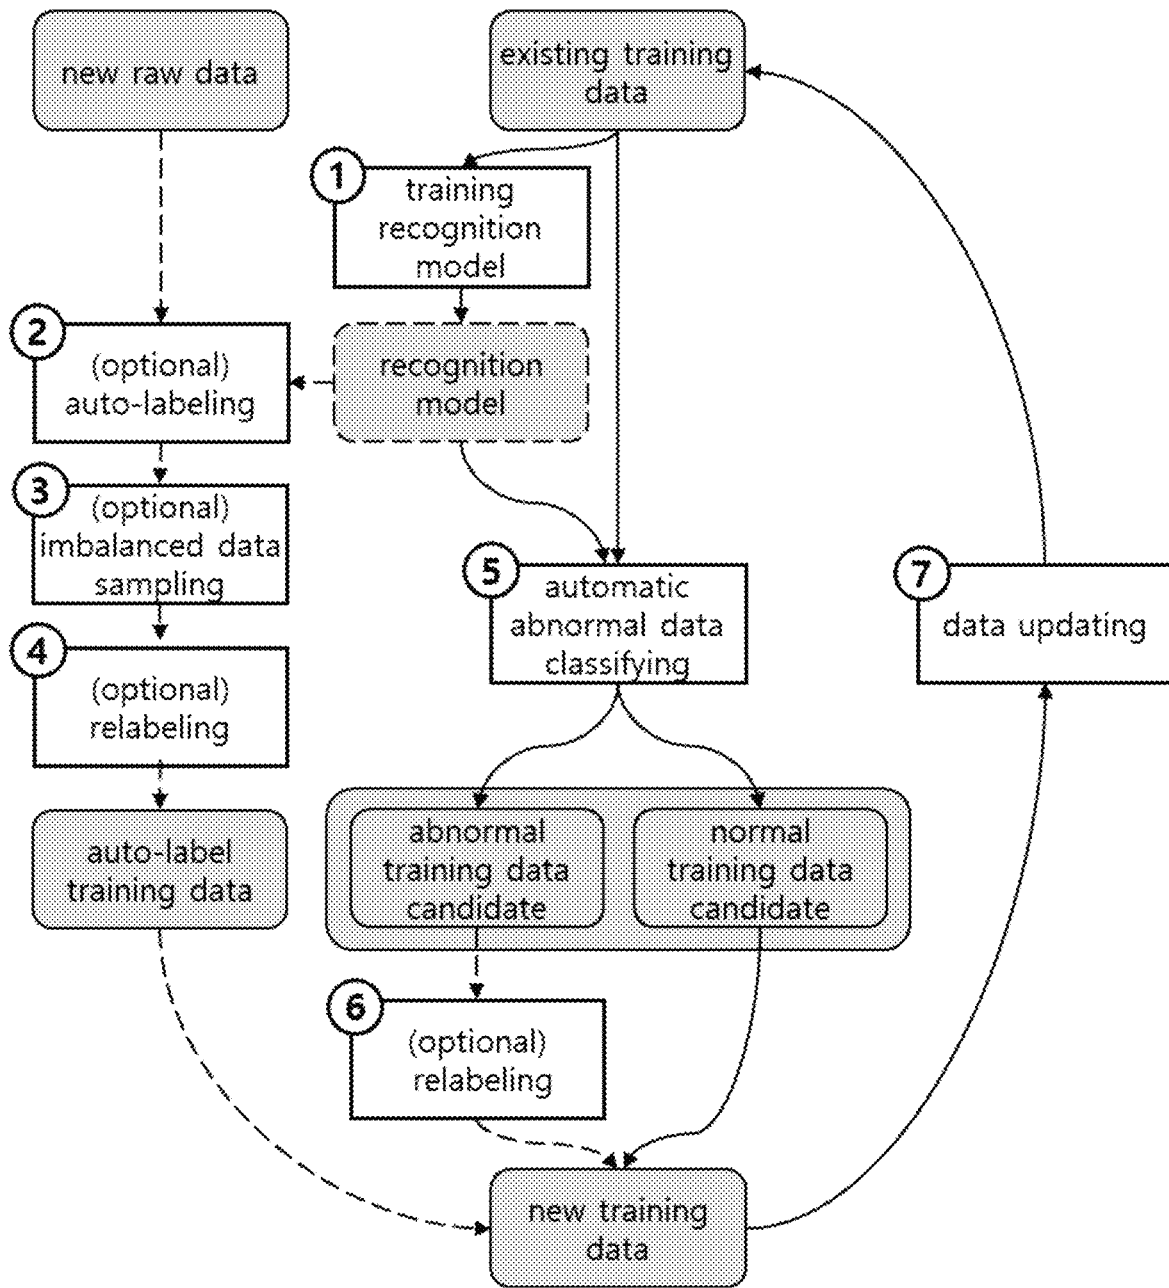 new raw data
existing training
data
1
training
recognition
model
2
(optional)
auto-labeling
recognition
model
3
(optional)
imbalanced data
sampling
4
(optional)
relabeling
5
automatic
abnormal data
classifying
7
data updating
auto-label
training data
abnormal
training data
candidate
normal
training data
candidate
6
(optional)
relabeling
new training
data